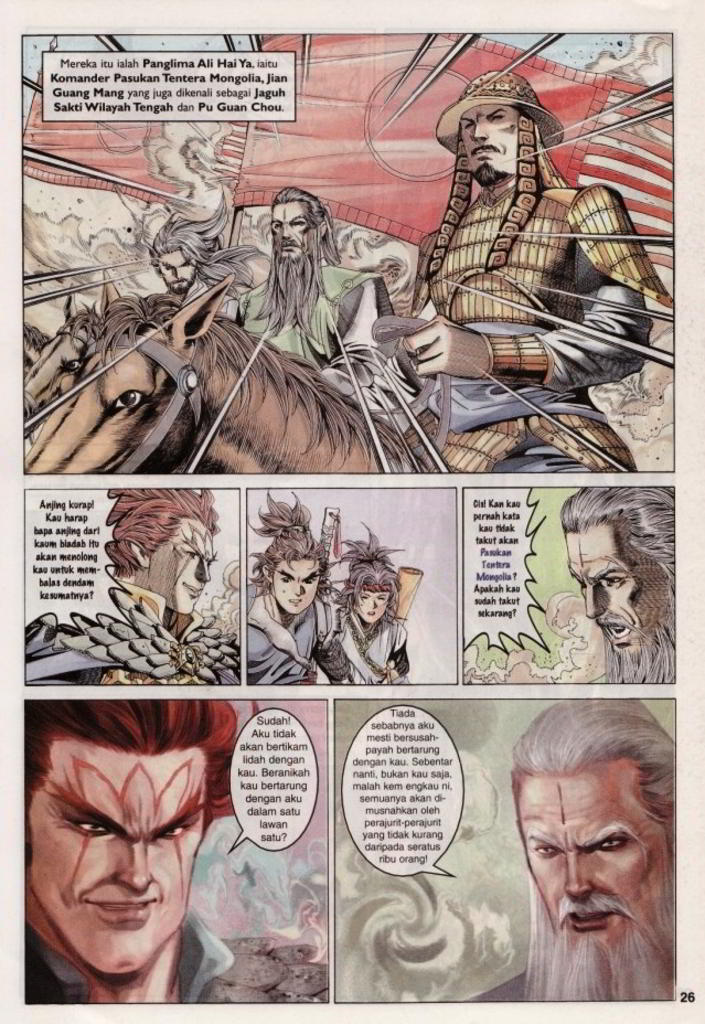 Mereka itu ialah Panglima Ali Hai Ya, iaitu
Komander Pasukan Tentera Mongolia, Jian
Guang Mang yang juga dikenali sebagai Jaguh
Sakti Wilayah Tengah dan Pu Guan Chou.
Anjing kurap!
Kau harap
bapa anjing dari
kaum biadab itu
akan menolong
kau untuk mem-
balas dendam
kesumatnya?
Cis! Kan kau
pernah kata
kau tidak
takut akan
Pasukan
Tentera
Mongolia?
Apakah kau
sudah takut
sekarang?
Sudah!
Aku tidak
akan bertikam
lidah dengan
kau. Beranikah
kau bertarung
dengan aku
dalam satu
lawan
satu?
Tiada
sebabnya aku
mesti bersusah-
payah bertarung
dengan kau. Sebentar
nanti, bukan kau saja,
malah kem engkau ni,
semuanya akan di-
musnahkan oleh
perajurit-perajurit
yang tidak kurang
daripada seratus
ribu orang!
26